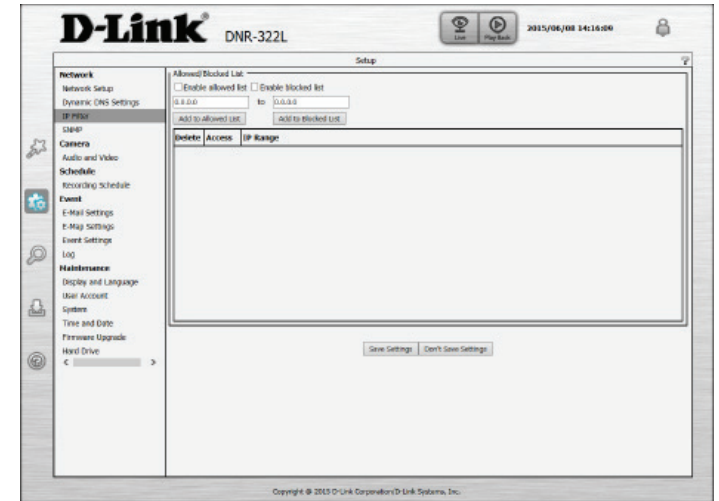 D-Link DNR-322L
Live Play Back 2015/06/08 14:16:09
Setup ?
Network
Network Setup
Dynamic DNS Settings
IP Filter
SNMP
Camera
Audio and Video
Schedule
Recording Schedule
Event
E-Mail Settings
E-Map Settings
Event Settings
Log
Maintenance
Display and Language
User Account
System
Time and Date
Firmware Upgrade
Hard Drive
Allowed/Blocked List
Enable allowed list Enable blocked list
0.0.0.0 to 0.0.0.0
Add to Allowed List Add to Blocked List
Delete Access IP Range
Save Settings Don't Save Settings
Copyright @ 2015 D-Link Corporation/D-Link Systems, Inc.